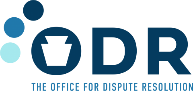 ODR
THE OFFICE FOR DISPUTE RESOLUTION